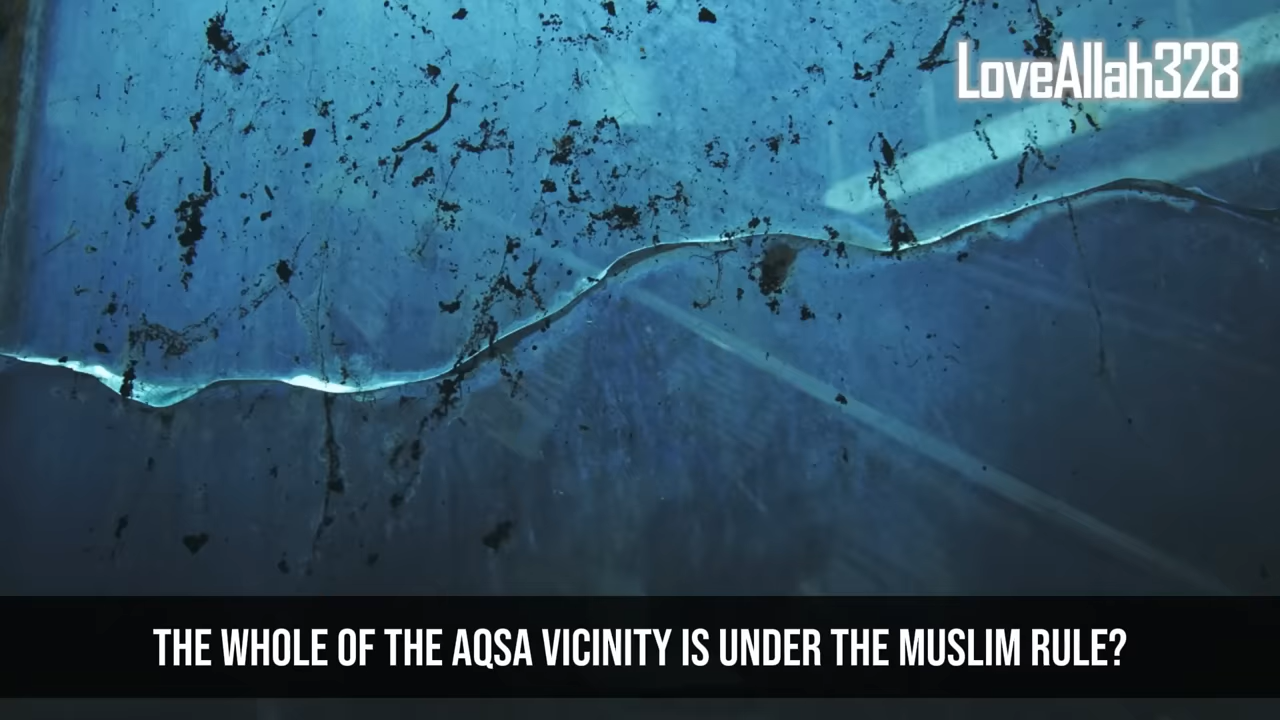 LoveAllah328
THE WHOLE OF THE AQSA VICINITY IS UNDER THE MUSLIM RULE?